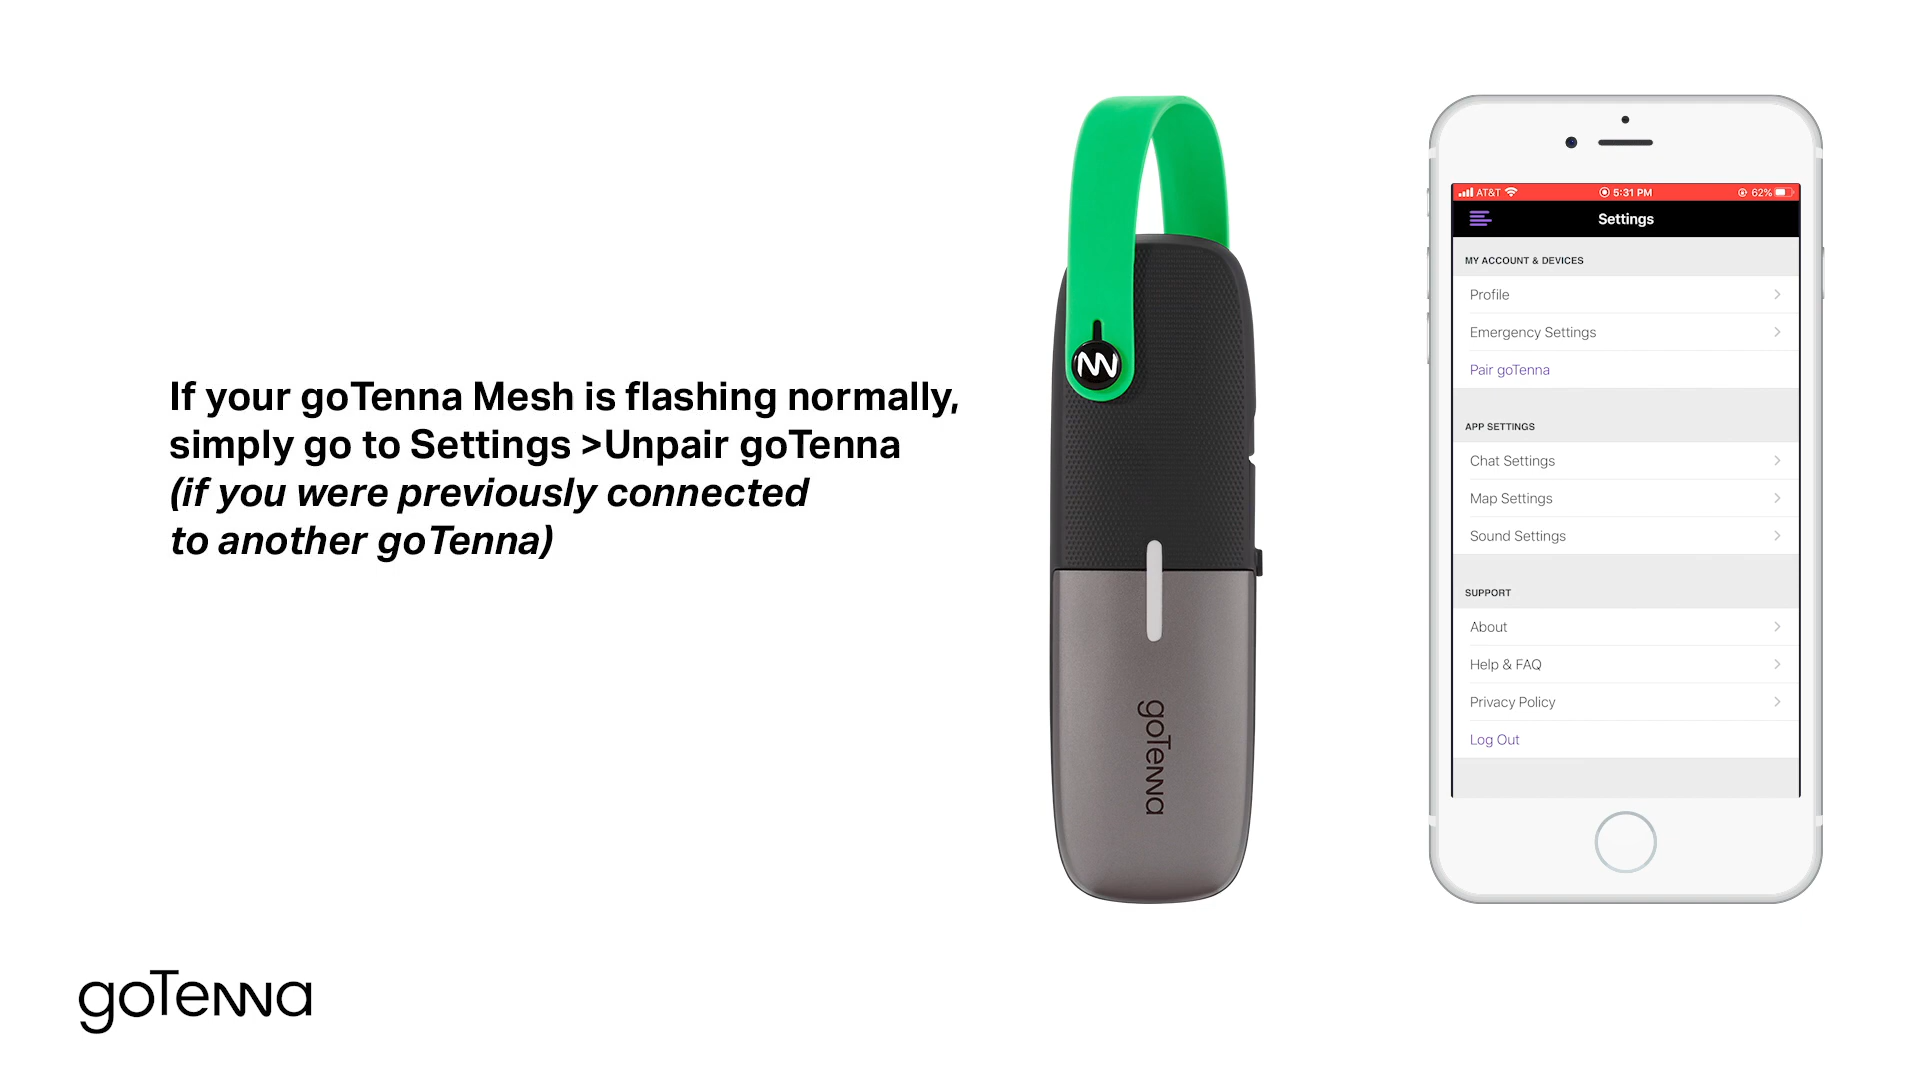 If your goTenna Mesh is flashing normally,
simply go to Settings >Unpair goTenna
(if you were previously connected
to another goTenna)
goTenna
goTenna
AT&T
5:31 PM
62%
Settings
MY ACCOUNT & DEVICES
Profile
Emergency Settings
Pair goTenna
APP SETTINGS
Chat Settings
Map Settings
Sound Settings
SUPPORT
About
Help & FAQ
Privacy Policy
Log Out